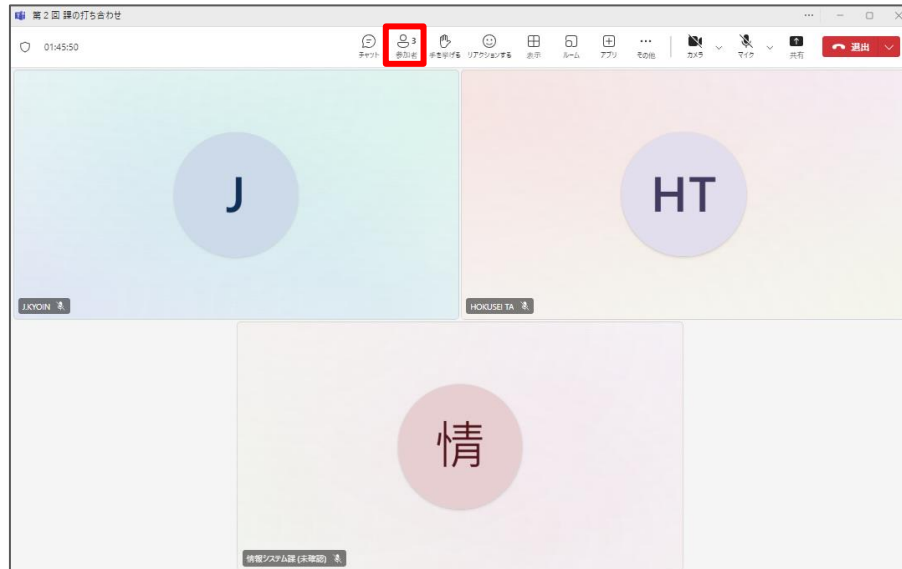 第2回 課の打ち合わせ
01:45:50
3
チャット 参加者 手を挙げる リアクションする 表示 ルーム アプリ その他 カメラ マイク 共有 退出
J
HT
J.KYOIN
HOKUSEI TA
情
情報システム課 (未確認)